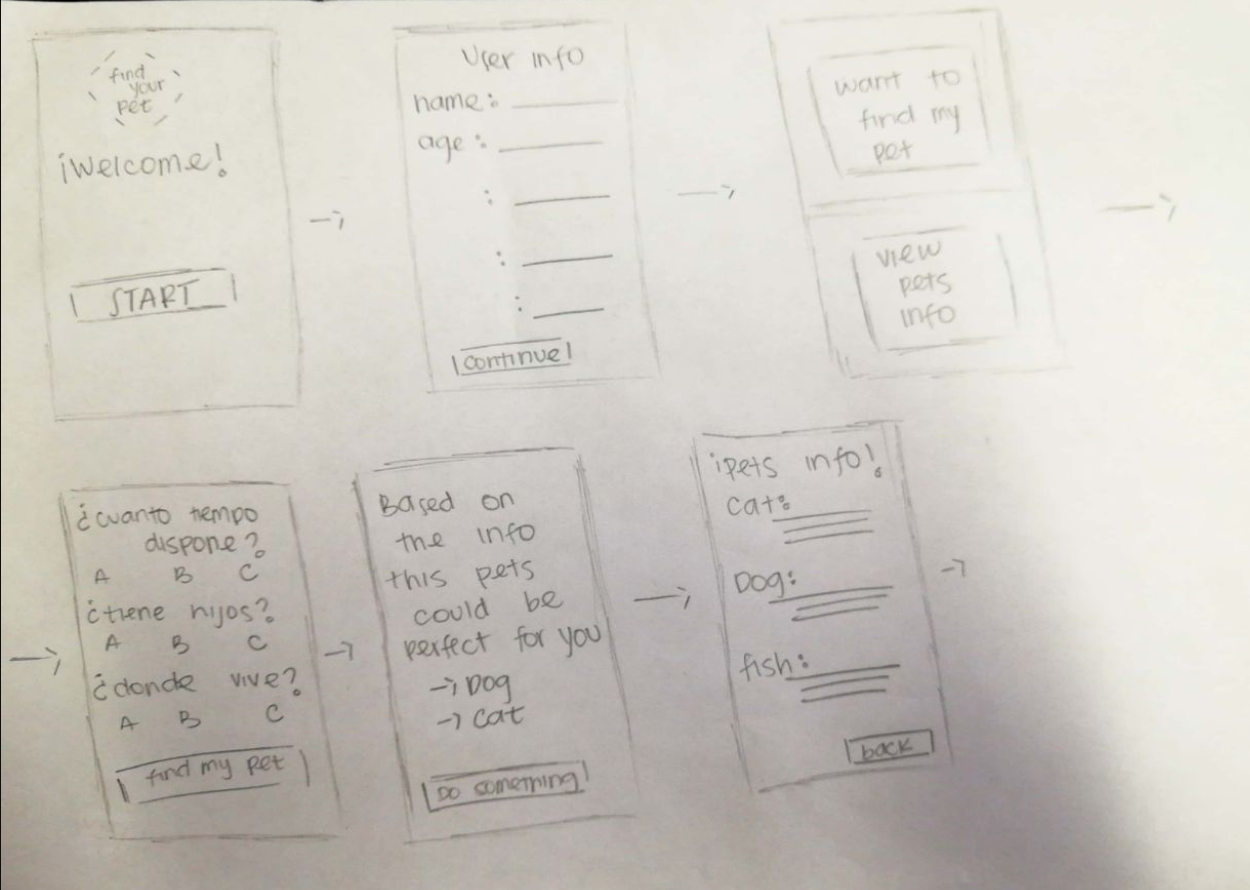 find
your
pet
¡Welcome!
START
User info
name:
age:
:
:
:
continue
want to
find my
pet
view
pets
info
¿cuanto tiempo
dispone?
A B C
¿tiene hijos?
A B C
¿donde vive?
A B C
find my pet
Based on
the info
this pets
could be
perfect for you
→ Dog
→ cat
Do something
¡pets info!
cat:
Dog:
fish:
back